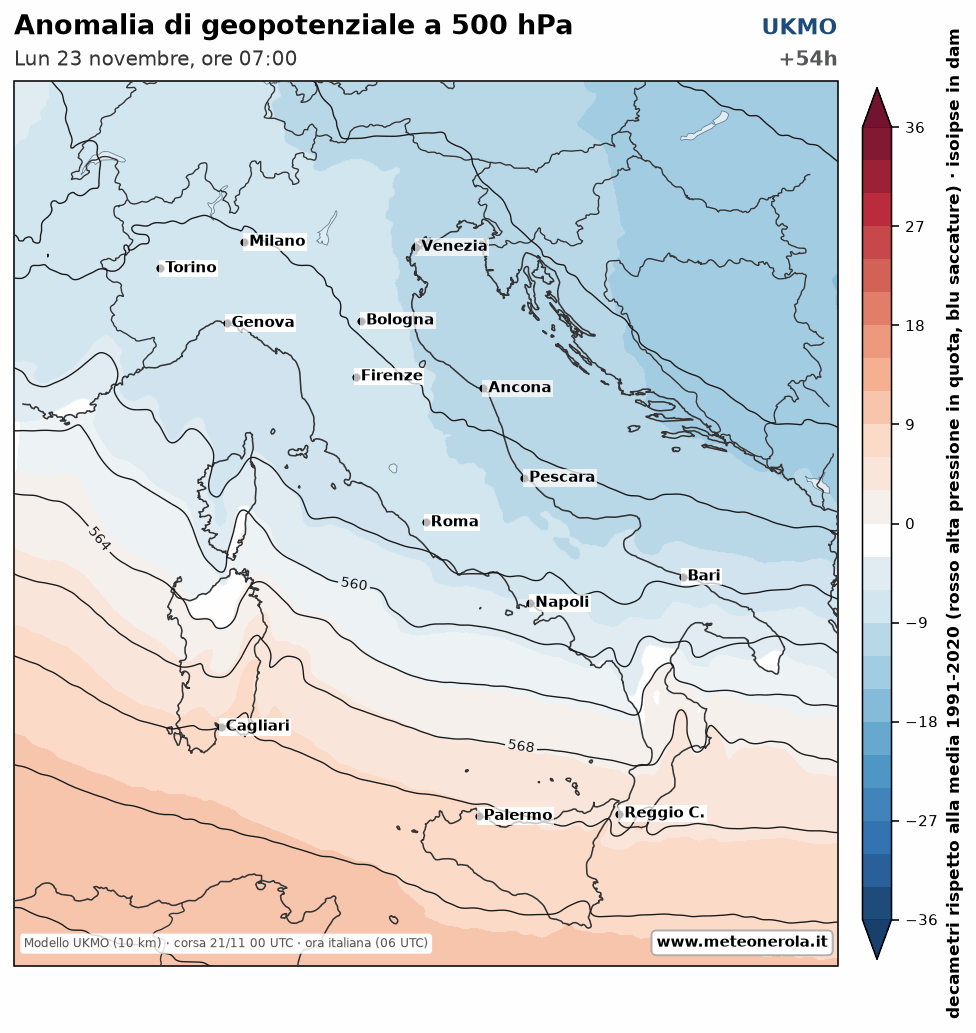 Anomalia di geopotenziale a 500 hPa
UKMO
Lun 23 novembre, ore 07:00
+54h
Milano
Venezia
Torino
Genova
Bologna
Firenze
Ancona
Pescara
Roma
564
560
Bari
Napoli
Cagliari
568
Palermo
Reggio C.
Modello UKMO (10 km) · corsa 21/11 00 UTC · ora italiana (06 UTC)
www.meteonerola.it
36
27
18
9
0
−9
−18
−27
−36
decametri rispetto alla media 1991-2020 (rosso alta pressione in quota, blu saccature) · isoipse in dam